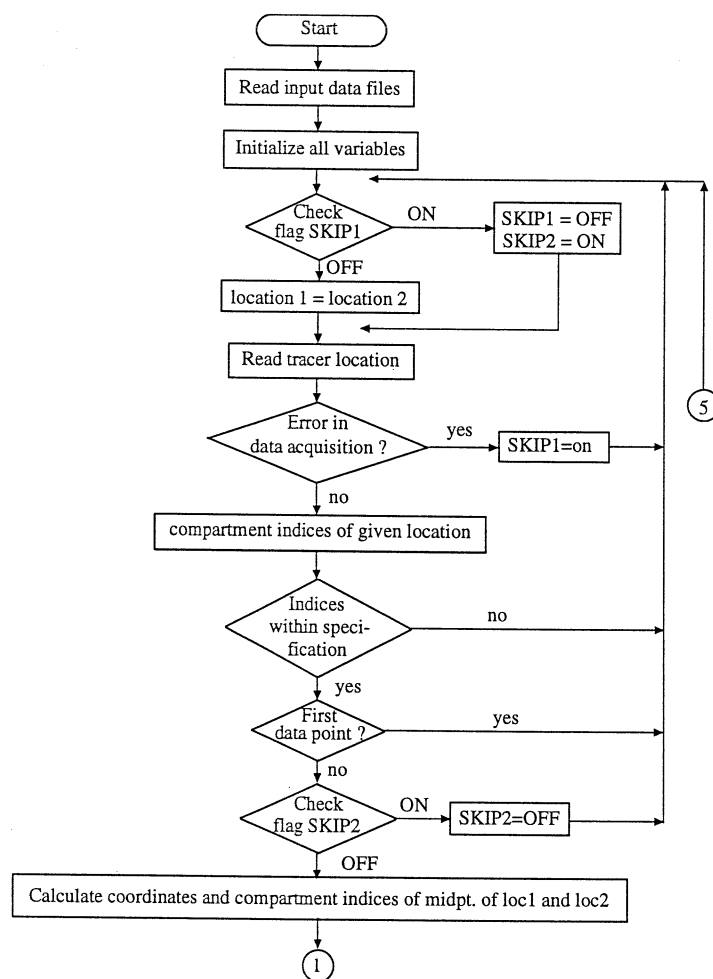 Start
Read input data files
Initialize all variables
Check
flag SKIP1
ON
SKIP1 = OFF
SKIP2 = ON
OFF
location 1 = location 2
Read tracer location
5
Error in
data acquisition ?
yes
SKIP1=on
no
compartment indices of given location
Indices
within speci-
fication
no
yes
First
data point ?
yes
no
Check
flag SKIP2
ON
SKIP2=OFF
OFF
Calculate coordinates and compartment indices of midpt. of loc1 and loc2
1